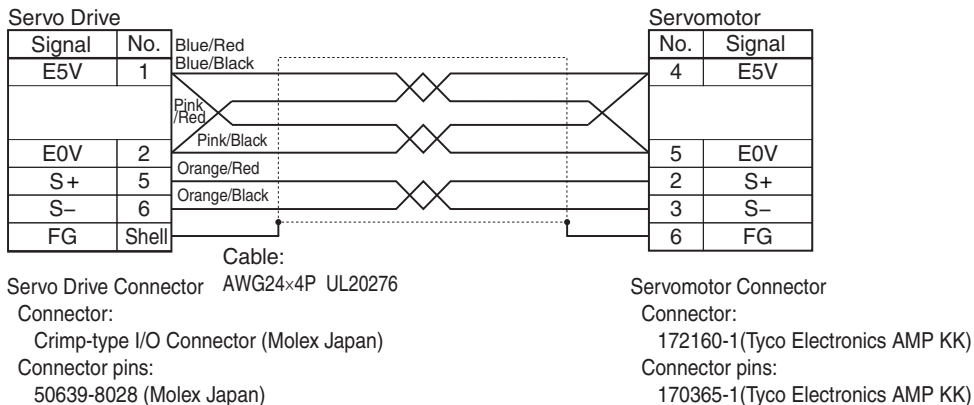 Servo Drive
Servomotor
Signal No.
No. Signal
Blue/Red
Blue/Black
E5V 1
4 E5V
Pink
/Red
Pink/Black
E0V 2
5 E0V
Orange/Red
S+ 5
2 S+
Orange/Black
S− 6
3 S−
FG Shell
6 FG
Cable:
AWG24×4P UL20276
Servo Drive Connector
Connector:
Crimp-type I/O Connector (Molex Japan)
Connector pins:
50639-8028 (Molex Japan)
Servomotor Connector
Connector:
172160-1(Tyco Electronics AMP KK)
Connector pins:
170365-1(Tyco Electronics AMP KK)